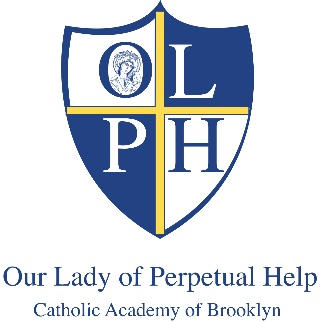 O L
P H
Our Lady of Perpetual Help
Catholic Academy of Brooklyn